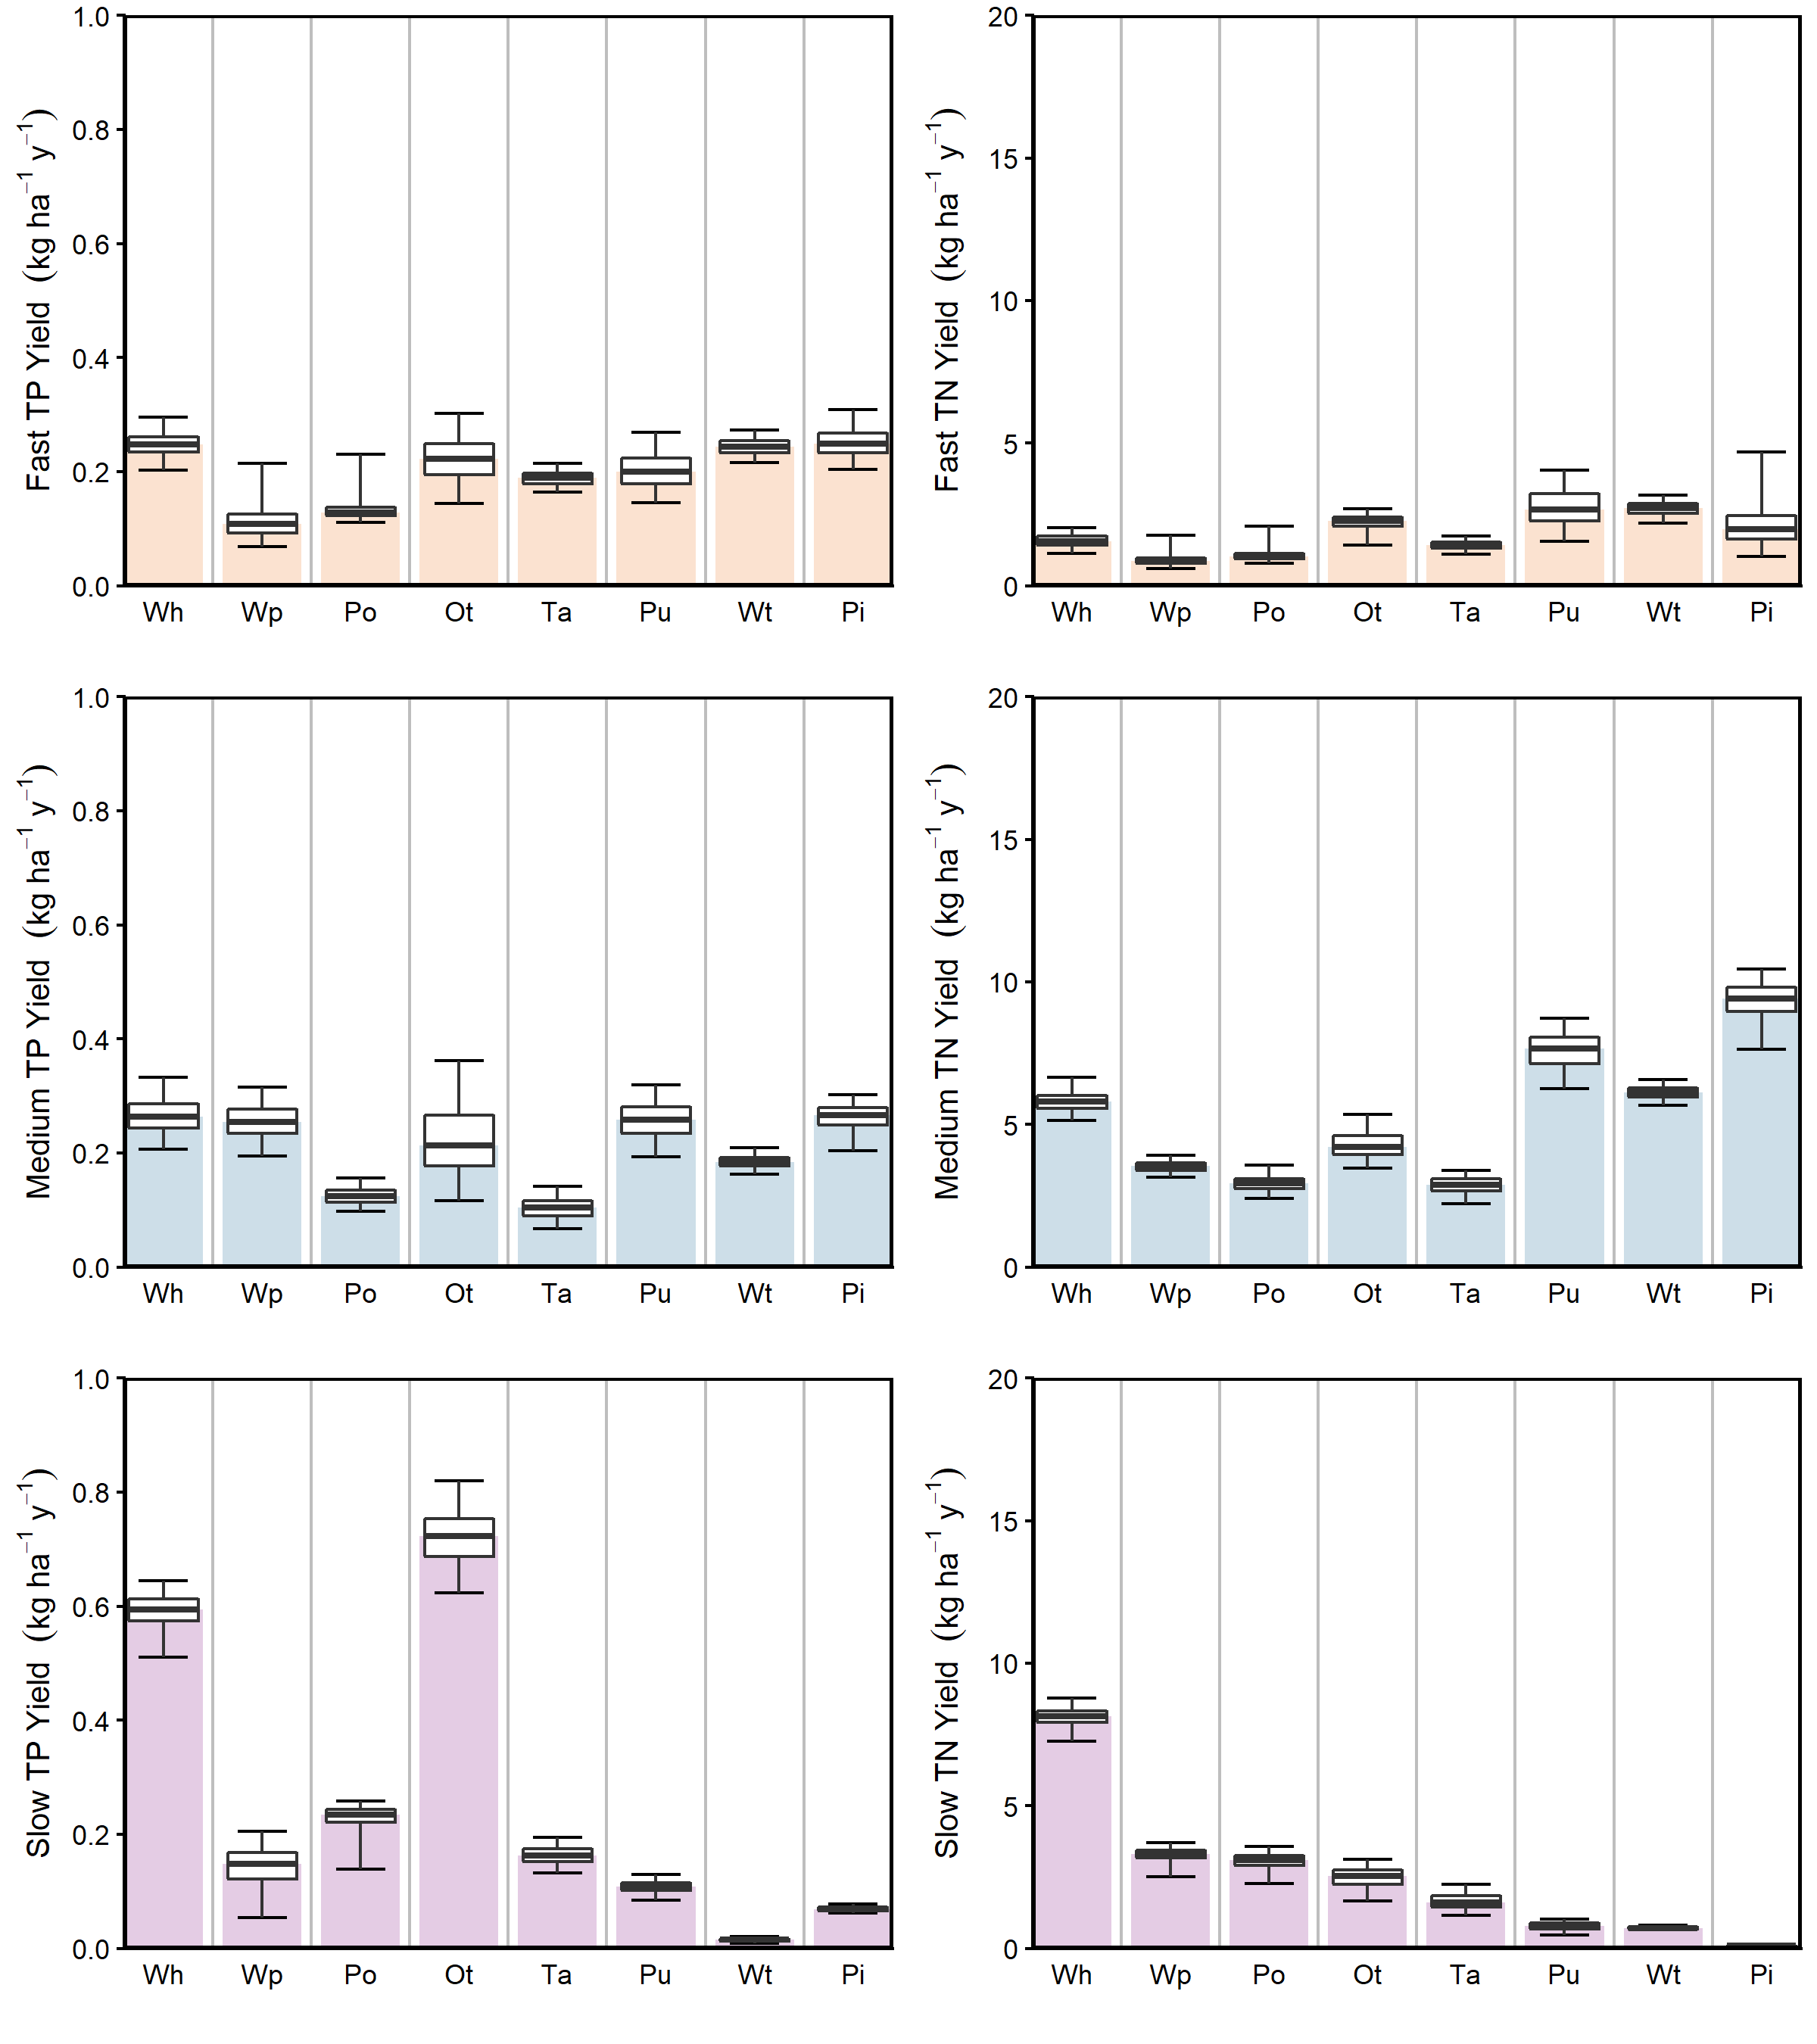 Fast TP Yield (kg ha⁻¹ y⁻¹)
1.0
0.8
0.6
0.4
0.2
0.0
Wh Wp Po Ot Ta Pu Wt Pi
Fast TN Yield (kg ha⁻¹ y⁻¹)
20
15
10
5
0
Wh Wp Po Ot Ta Pu Wt Pi
Medium TP Yield (kg ha⁻¹ y⁻¹)
1.0
0.8
0.6
0.4
0.2
0.0
Wh Wp Po Ot Ta Pu Wt Pi
Medium TN Yield (kg ha⁻¹ y⁻¹)
20
15
10
5
0
Wh Wp Po Ot Ta Pu Wt Pi
Slow TP Yield (kg ha⁻¹ y⁻¹)
1.0
0.8
0.6
0.4
0.2
0.0
Wh Wp Po Ot Ta Pu Wt Pi
Slow TN Yield (kg ha⁻¹ y⁻¹)
20
15
10
5
0
Wh Wp Po Ot Ta Pu Wt Pi